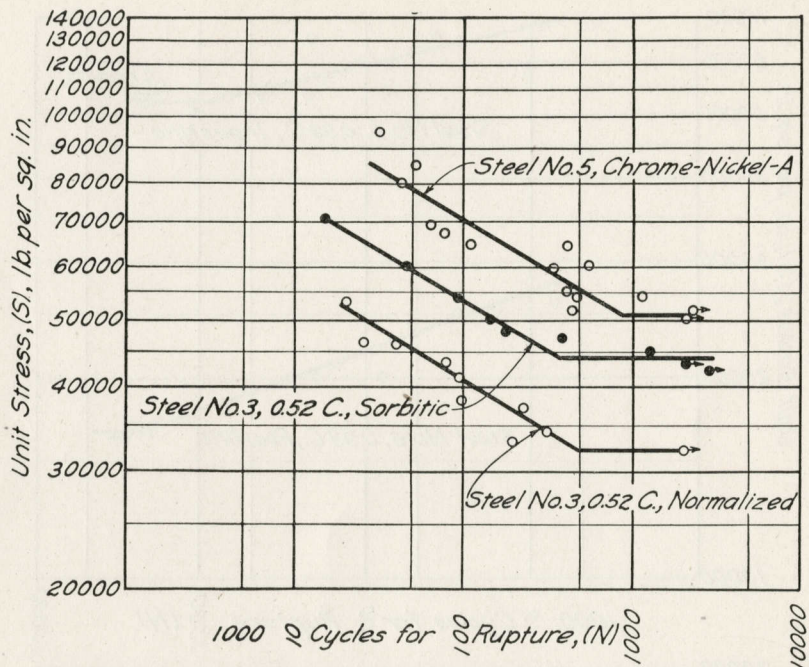 140000
130000
120000
110000
100000
90000
80000
70000
60000
50000
40000
30000
20000
Unit Stress, (S), lb. per sq. in.
Steel No.5, Chrome-Nickel-A
Steel No.3, 0.52 C., Sorbitic
Steel No.3, 0.52 C., Normalized
1000 10 Cycles for 100 Rupture, (N) 1000 10000